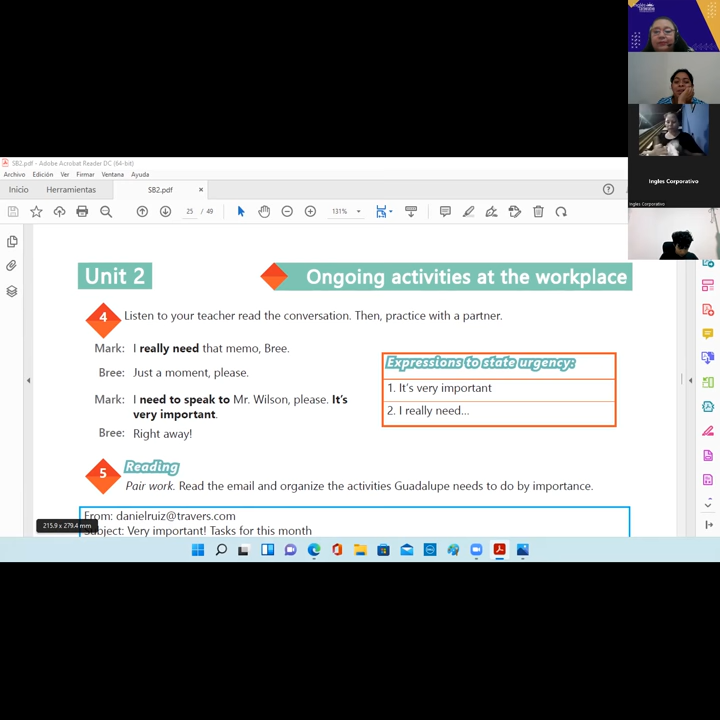 SB2.pdf - Adobe Acrobat Reader DC (64-bit)
Archivo Edición Ver Firmar Ventana Ayuda
Inicio Herramientas SB2.pdf ×
25 / 49 131%
Ingles Corporativo
Ingles Corporativo
Unit 2 Ongoing activities at the workplace
4 Listen to your teacher read the conversation. Then, practice with a partner.
Mark: I really need that memo, Bree.
Bree: Just a moment, please.
Mark: I need to speak to Mr. Wilson, please. It's
very important.
Bree: Right away!
Expressions to state urgency:
1. It's very important
2. I really need...
5 Reading
Pair work. Read the email and organize the activities Guadalupe needs to do by importance.
From: danielruiz@travers.com
215.9 x 279.4 mm
Subject: Very important! Tasks for this month